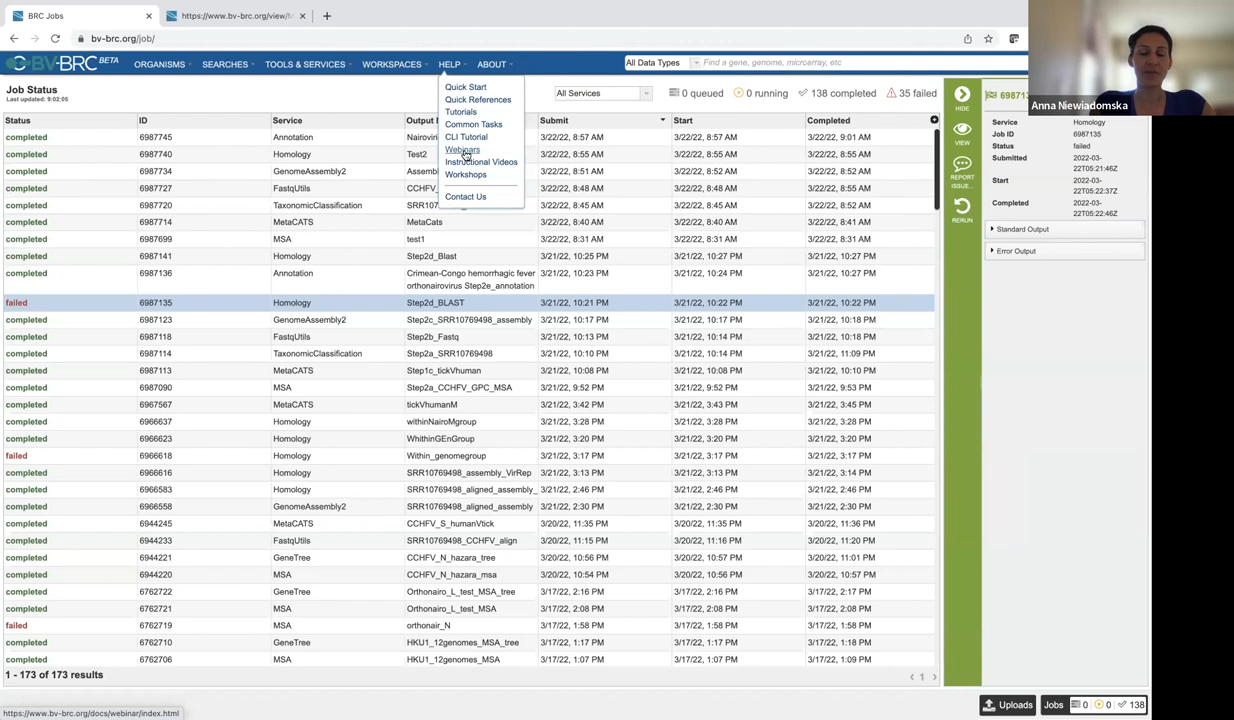 BRC Jobs
https://www.bv-brc.org/view/
bv-brc.org/job/
BV-BRC BETA
ORGANISMS SEARCHES TOOLS & SERVICES WORKSPACES HELP ABOUT
All Data Types Find a gene, genome, microarray, etc
Job Status
Last updated: 9:02:05
All Services 0 queued 0 running 138 completed 35 failed
Quick Start
Quick References
Tutorials
Common Tasks
CLI Tutorial
Webinars
Instructional Videos
Workshops
Contact Us
Status ID Service Output Submit Start Completed
completed 6987745 Annotation Nairovir 3/22/22, 8:57 AM 3/22/22, 8:57 AM 3/22/22, 9:01 AM
completed 6987740 Homology Test2 3/22/22, 8:55 AM 3/22/22, 8:55 AM 3/22/22, 8:55 AM
completed 6987734 GenomeAssembly2 Assemb 3/22/22, 8:51 AM 3/22/22, 8:52 AM 3/22/22, 8:52 AM
completed 6987727 FastqUtils CCHFV_ 3/22/22, 8:48 AM 3/22/22, 8:48 AM 3/22/22, 8:55 AM
completed 6987720 TaxonomicClassification SRR107 3/22/22, 8:45 AM 3/22/22, 8:45 AM 3/22/22, 8:52 AM
completed 6987714 MetaCATS MetaCats 3/22/22, 8:40 AM 3/22/22, 8:40 AM 3/22/22, 8:41 AM
completed 6987699 MSA test1 3/22/22, 8:31 AM 3/22/22, 8:31 AM 3/22/22, 8:31 AM
completed 6987141 Homology Step2d_Blast 3/21/22, 10:25 PM 3/21/22, 10:27 PM 3/21/22, 10:27 PM
completed 6987136 Annotation Crimean-Congo hemorrhagic fever 3/21/22, 10:23 PM 3/21/22, 10:24 PM 3/21/22, 10:27 PM
orthonairovirus Step2e_annotation
failed 6987135 Homology Step2d_BLAST 3/21/22, 10:21 PM 3/21/22, 10:22 PM 3/21/22, 10:22 PM
completed 6987123 GenomeAssembly2 Step2c_SRR10769498_assembly 3/21/22, 10:17 PM 3/21/22, 10:17 PM 3/21/22, 10:18 PM
completed 6987118 FastqUtils Step2b_Fastq 3/21/22, 10:13 PM 3/21/22, 10:14 PM 3/21/22, 10:14 PM
completed 6987114 TaxonomicClassification Step2a_SRR10769498 3/21/22, 10:10 PM 3/21/22, 10:14 PM 3/21/22, 11:09 PM
completed 6987113 MetaCATS Step1c_tickVhuman 3/21/22, 10:08 PM 3/21/22, 10:08 PM 3/21/22, 10:10 PM
completed 6987090 MSA Step2a_CCHFV_GPC_MSA 3/21/22, 9:52 PM 3/21/22, 9:52 PM 3/21/22, 9:53 PM
completed 6967567 MetaCATS tickVhumanM 3/21/22, 3:42 PM 3/21/22, 3:43 PM 3/21/22, 3:45 PM
completed 6966637 Homology withinNairoMgroup 3/21/22, 3:28 PM 3/21/22, 3:28 PM 3/21/22, 3:28 PM
completed 6966623 Homology WhithinGEnGroup 3/21/22, 3:20 PM 3/21/22, 3:20 PM 3/21/22, 3:20 PM
failed 6966618 Homology Within_genomegroup 3/21/22, 3:17 PM 3/21/22, 3:17 PM 3/21/22, 3:17 PM
completed 6966616 Homology SRR10769498_assembly_VirRep 3/21/22, 3:13 PM 3/21/22, 3:13 PM 3/21/22, 3:14 PM
completed 6966583 Homology SRR10769498_aligned_assembly_ 3/21/22, 2:46 PM 3/21/22, 2:46 PM 3/21/22, 2:46 PM
completed 6966558 GenomeAssembly2 SRR10769498_aligned_assembly 3/21/22, 2:30 PM 3/21/22, 2:30 PM 3/21/22, 2:30 PM
completed 6944245 MetaCATS CCHFV_S_humanVtick 3/20/22, 11:35 PM 3/20/22, 11:35 PM 3/20/22, 11:36 PM
completed 6944233 FastqUtils SRR10769498_CCHFV_align 3/20/22, 11:15 PM 3/20/22, 11:16 PM 3/20/22, 11:20 PM
completed 6944221 GeneTree CCHFV_N_hazara_tree 3/20/22, 10:56 PM 3/20/22, 10:57 PM 3/20/22, 11:01 PM
completed 6944220 MSA CCHFV_N_hazara_msa 3/20/22, 10:54 PM 3/20/22, 10:56 PM 3/20/22, 10:57 PM
completed 6762722 GeneTree Orthonairo_L_test_MSA_tree 3/17/22, 2:16 PM 3/17/22, 2:16 PM 3/17/22, 2:17 PM
completed 6762721 MSA Orthonairo_L_test_MSA 3/17/22, 2:08 PM 3/17/22, 2:08 PM 3/17/22, 2:08 PM
failed 6762719 MSA orthonair_N 3/17/22, 1:58 PM 3/17/22, 1:58 PM 3/17/22, 1:58 PM
completed 6762710 GeneTree HKU1_12genomes_MSA_tree 3/17/22, 1:17 PM 3/17/22, 1:17 PM 3/17/22, 1:18 PM
completed 6762706 MSA HKU1_12genomes_MSA 3/17/22, 1:07 PM 3/17/22, 1:07 PM 3/17/22, 1:09 PM
1 - 173 of 173 results 1
HIDE
VIEW
REPORT ISSUE...
RERUN
698713
Service Homology
Job ID 6987135
Status failed
Submitted 2022-03-
22T05:21:46Z
Start 2022-03-
22T05:22:37Z
Completed 2022-03-
22T05:22:46Z
Standard Output
Error Output
Anna Niewiadomska
https://www.bv-brc.org/docs/webinar/index.html
Uploads Jobs 0 0 138